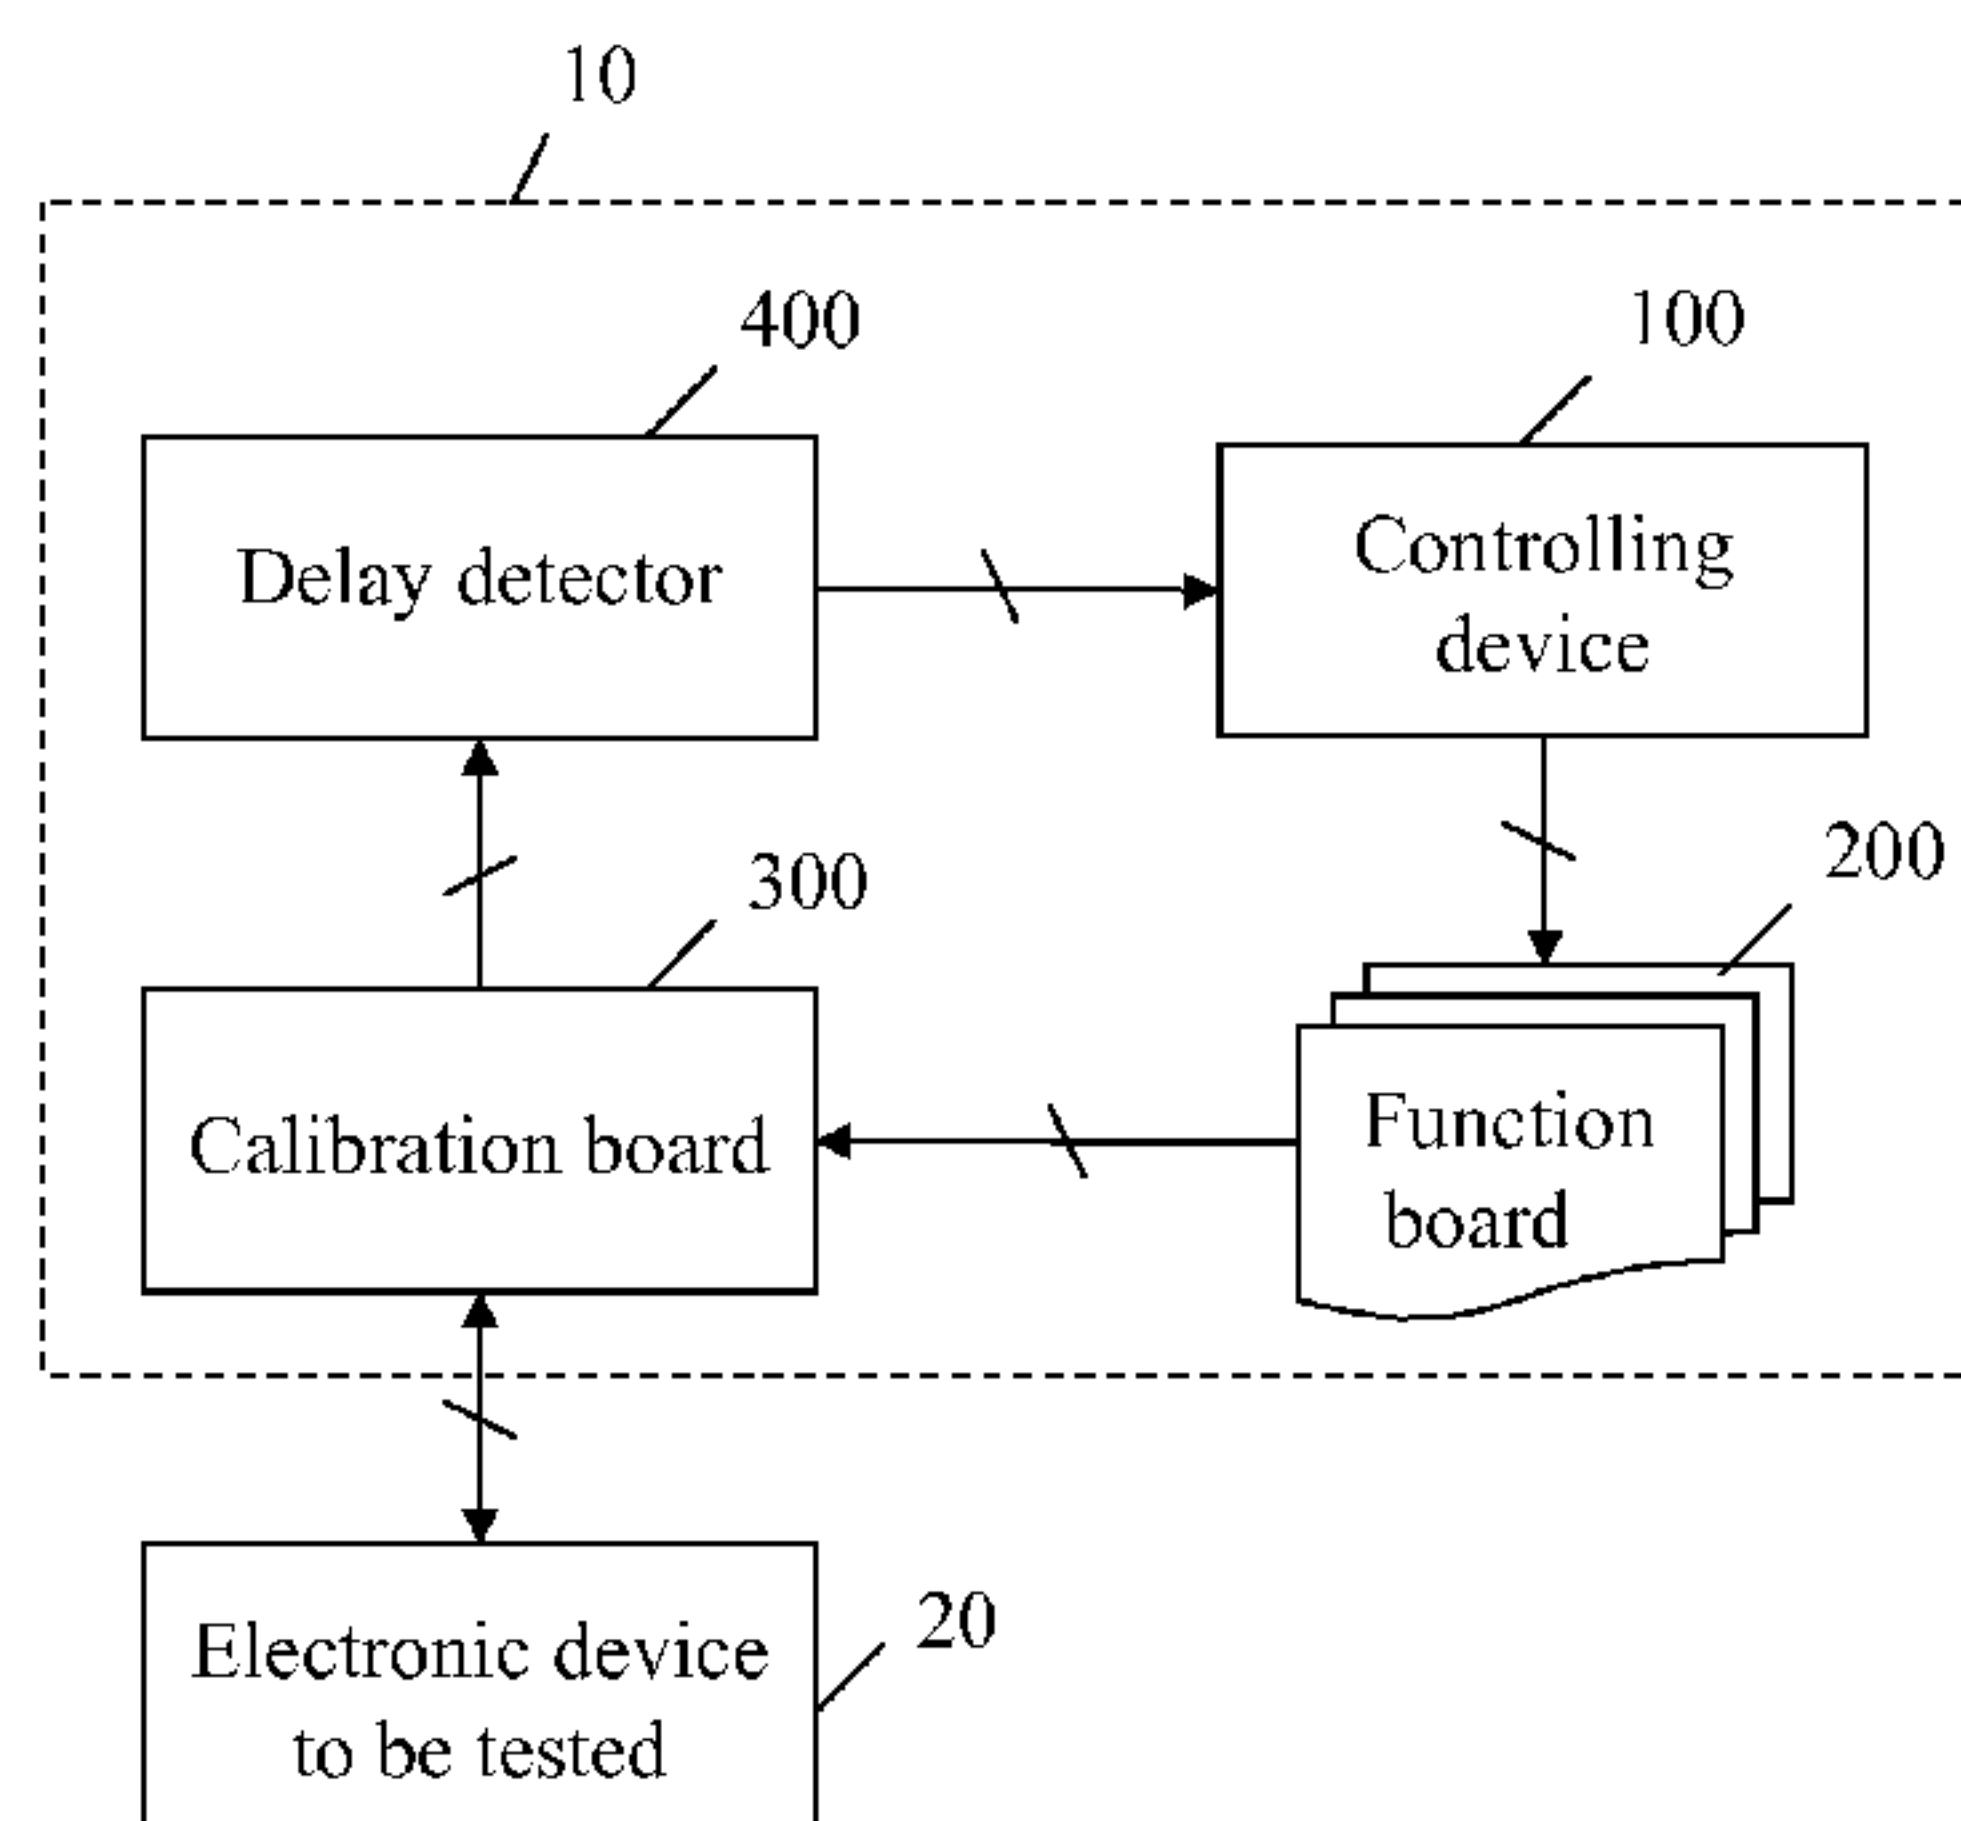 10
400
100
Delay detector
Controlling
device
300
200
Calibration board
Function
board
20
Electronic device
to be tested